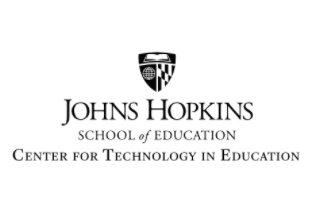 JOHNS HOPKINS
SCHOOL of EDUCATION
CENTER FOR TECHNOLOGY IN EDUCATION